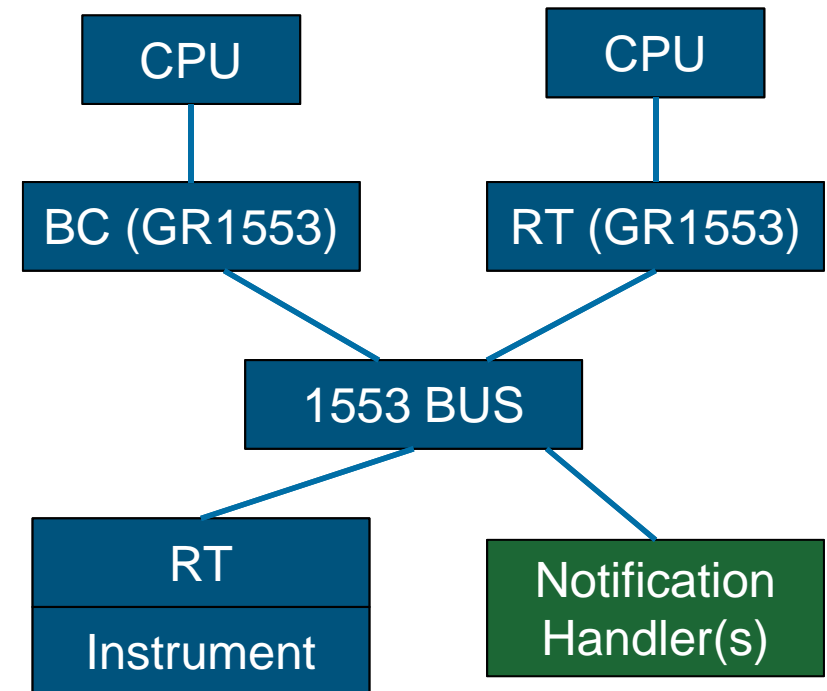 CPU
CPU
BC (GR1553)
RT (GR1553)
1553 BUS
RT
Instrument
Notification
Handler(s)